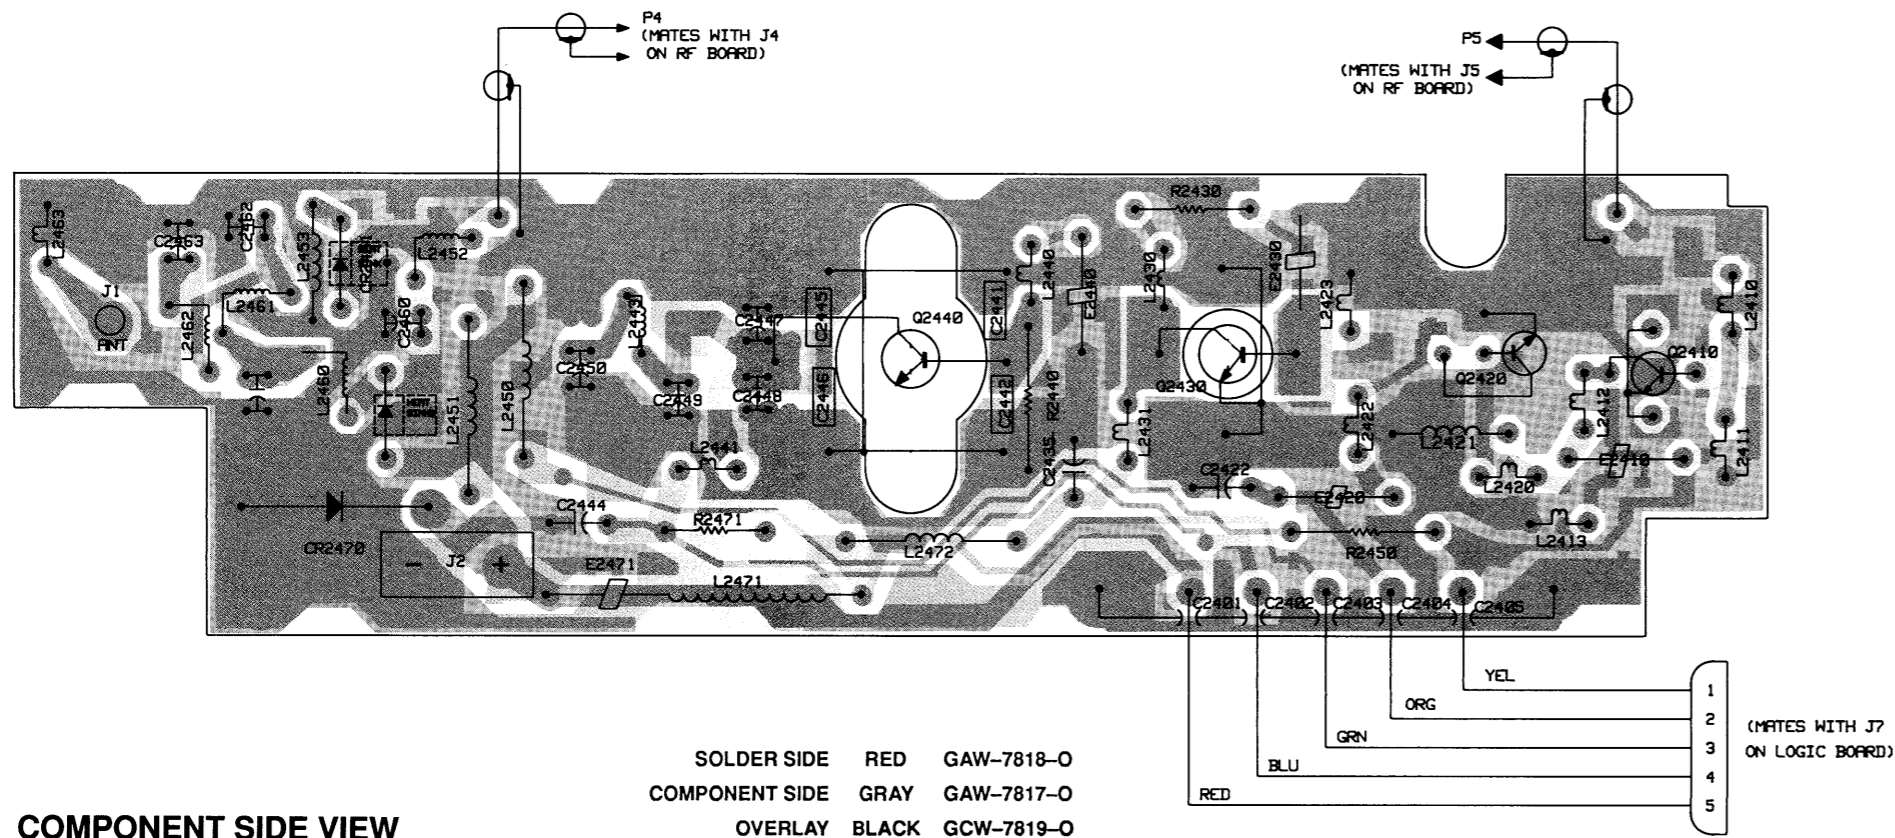 P4
(MATES WITH J4
ON RF BOARD)
P5
(MATES WITH J5
ON RF BOARD)
R2430
L2463
C2463
C2462
L2453
L2452
L2440
E2440
L2430
E2430
L2423
L2410
J1
ANT
L2462
L2461
C2460
L2443
C2447
C2445
Q2440
C2441
Q2420
Q2410
C2450
L2460
L2451
L2450
C2449
C2448
C2446
C2442
R2440
Q2430
L2431
L2422
L2421
L2412
L2411
L2441
C2435
C2422
E2410
L2420
C2444
R2471
E2420
CR2470
J2
- +
E2471
L2472
R2450
L2413
L2471
C2401
C2402
C2403
C2404
C2405
YEL
1
ORG
2
GRN
3
BLU
4
RED
5
(MATES WITH J7
ON LOGIC BOARD)
SOLDER SIDE RED GAW–7818–O
COMPONENT SIDE GRAY GAW–7817–O
OVERLAY BLACK GCW–7819–O
COMPONENT SIDE VIEW